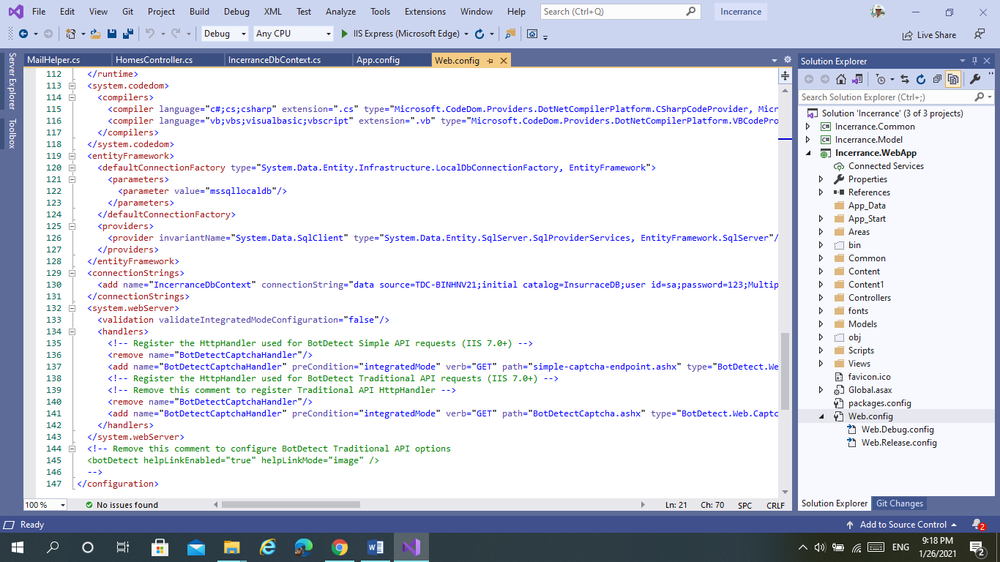 File Edit View Git Project Build Debug XML Test Analyze Tools Extensions Window Help Search (Ctrl+Q) Incerrance
Debug Any CPU IIS Express (Microsoft Edge) Live Share
Server Explorer
Toolbox
MailHelper.cs HomesController.cs IncerranceDbContext.cs App.config Web.config
112 </runtime>
113 <system.codedom>
114 <compilers>
115 <compiler language="c#;cs;csharp" extension=".cs" type="Microsoft.CodeDom.Providers.DotNetCompilerPlatform.CSharpCodeProvider, Micr
116 <compiler language="vb;vbs;visualbasic;vbscript" extension=".vb" type="Microsoft.CodeDom.Providers.DotNetCompilerPlatform.VBCodePro
117 </compilers>
118 </system.codedom>
119 <entityFramework>
120 <defaultConnectionFactory type="System.Data.Entity.Infrastructure.LocalDbConnectionFactory, EntityFramework">
121 <parameters>
122 <parameter value="mssqllocaldb"/>
123 </parameters>
124 </defaultConnectionFactory>
125 <providers>
126 <provider invariantName="System.Data.SqlClient" type="System.Data.Entity.SqlServer.SqlProviderServices, EntityFramework.SqlServer"/
127 </providers>
128 </entityFramework>
129 <connectionStrings>
130 <add name="IncerranceDbContext" connectionString="data source=TDC-BINHNV21;initial catalog=InsurraceDB;user id=sa;password=123;Multip
131 </connectionStrings>
132 <system.webServer>
133 <validation validateIntegratedModeConfiguration="false"/>
134 <handlers>
135 <!-- Register the HttpHandler used for BotDetect Simple API requests (IIS 7.0+) -->
136 <remove name="BotDetectCaptchaHandler"/>
137 <add name="BotDetectCaptchaHandler" preCondition="integratedMode" verb="GET" path="simple-captcha-endpoint.ashx" type="BotDetect.We
138 <!-- Register the HttpHandler used for BotDetect Traditional API requests (IIS 7.0+) -->
139 <!-- Remove this comment to register Traditional API HttpHandler -->
140 <remove name="BotDetectCaptchaHandler"/>
141 <add name="BotDetectCaptchaHandler" preCondition="integratedMode" verb="GET" path="BotDetectCaptcha.ashx" type="BotDetect.Web.Captc
142 </handlers>
143 </system.webServer>
144 <!-- Remove this comment to configure BotDetect Traditional API options
145 <botDetect helpLinkEnabled="true" helpLinkMode="image" />
146 -->
147 </configuration>
100 % No issues found Ln: 21 Ch: 70 SPC CRLF
Solution Explorer
Search Solution Explorer (Ctrl+;)
Solution 'Incerrance' (3 of 3 projects)
Incerrance.Common
Incerrance.Model
Incerrance.WebApp
Connected Services
Properties
References
App_Data
App_Start
Areas
bin
Common
Content
Content1
Controllers
fonts
Models
obj
Scripts
Views
favicon.ico
Global.asax
packages.config
Web.config
Web.Debug.config
Web.Release.config
Solution Explorer Git Changes
Ready Add to Source Control 2
ENG 9:18 PM
1/26/2021 2